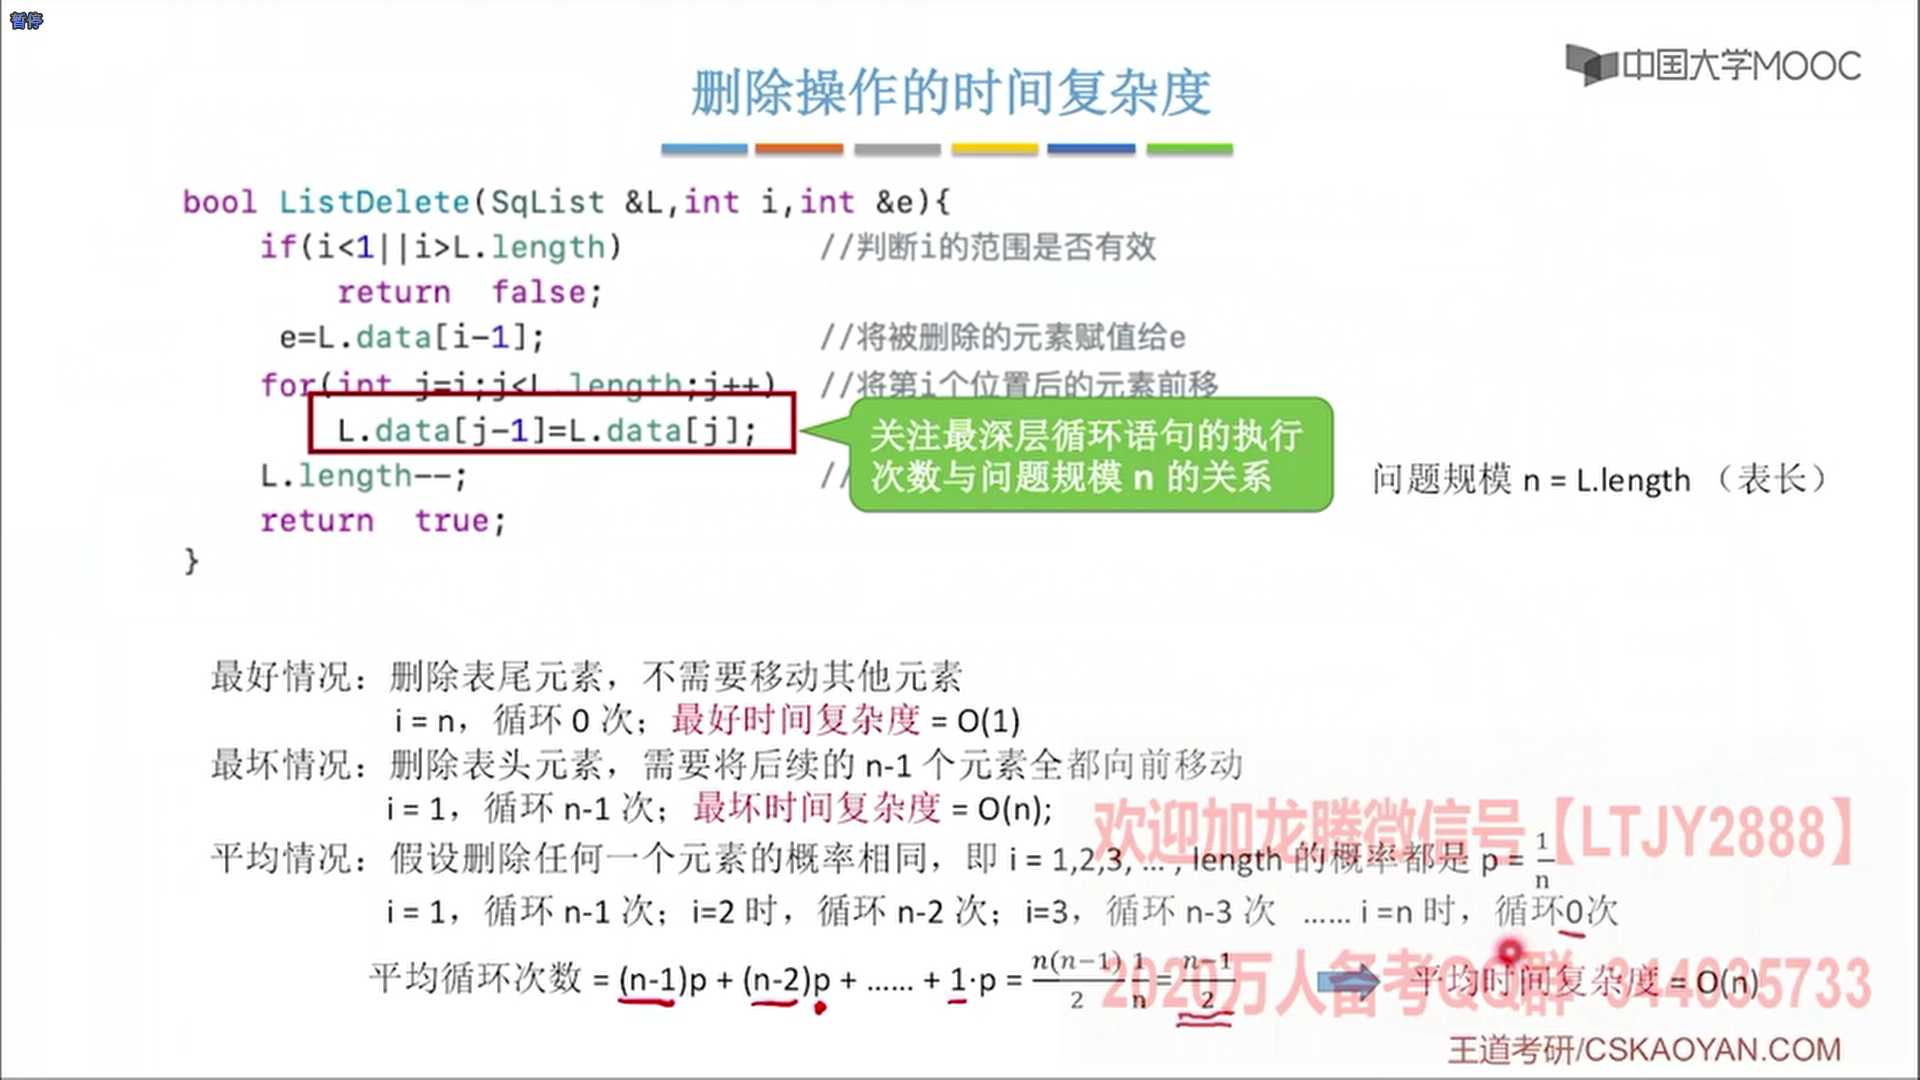 暂停
中国大学MOOC
删除操作的时间复杂度
bool ListDelete(SqList &L,int i,int &e){
if(i<1||i>L.length) //判断i的范围是否有效
return false;
e=L.data[i-1]; //将被删除的元素赋值给e
for(int j=i;j<L.length;j++) //将第i个位置后的元素前移
L.data[j-1]=L.data[j];
关注最深层循环语句的执行
次数与问题规模 n 的关系
L.length--; //
问题规模 n = L.length （表长）
return true;
}
最好情况：删除表尾元素，不需要移动其他元素
i = n，循环 0 次；最好时间复杂度 = O(1)
最坏情况：删除表头元素，需要将后续的 n-1 个元素全都向前移动
i = 1，循环 n-1 次；最坏时间复杂度 = O(n);
欢迎加龙腾微信号【LTJY2888】
平均情况：假设删除任何一个元素的概率相同，即 i = 1,2,3, ... , length 的概率都是 p = 1/n
i = 1，循环 n-1 次；i=2 时，循环 n-2 次；i=3，循环 n-3 次 …… i =n 时，循环0次
平均循环次数 = (n-1)p + (n-2)p + …… + 1·p = n(n-1)/2 1/n = n-1/2 平均时间复杂度 = O(n)
2020万人备考QQ群 344035733
王道考研/CSKAOYAN.COM